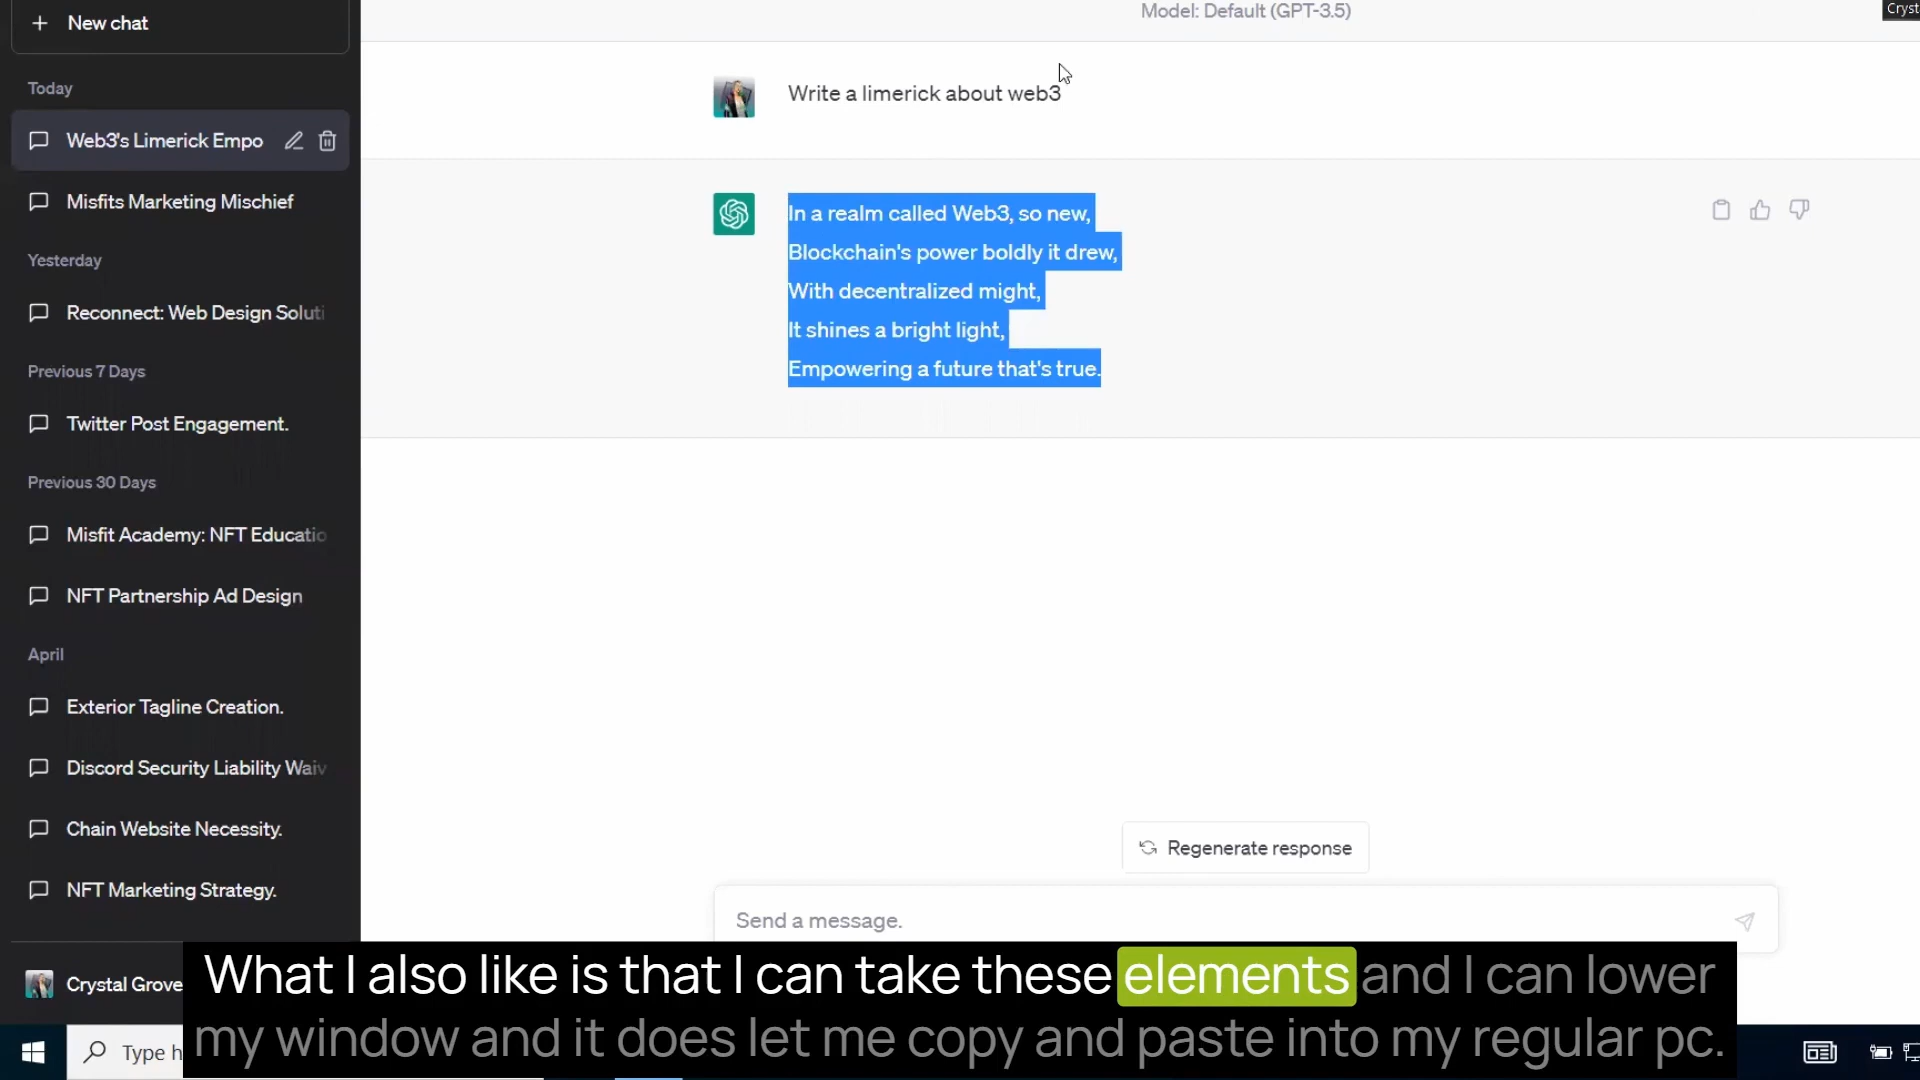 Model: Default (GPT-3.5)
Cryst
New chat
Today
Web3's Limerick Empo
Misfits Marketing Mischief
Yesterday
Reconnect: Web Design Soluti
Previous 7 Days
Twitter Post Engagement.
Previous 30 Days
Misfit Academy: NFT Educatio
NFT Partnership Ad Design
April
Exterior Tagline Creation.
Discord Security Liability Waiv
Chain Website Necessity.
NFT Marketing Strategy.
Crystal Grove
Write a limerick about web3
In a realm called Web3, so new,
Blockchain's power boldly it drew,
With decentralized might,
It shines a bright light,
Empowering a future that's true.
Regenerate response
Send a message.
What I also like is that I can take these elements and I can lower
my window and it does let me copy and paste into my regular pc.
Type h